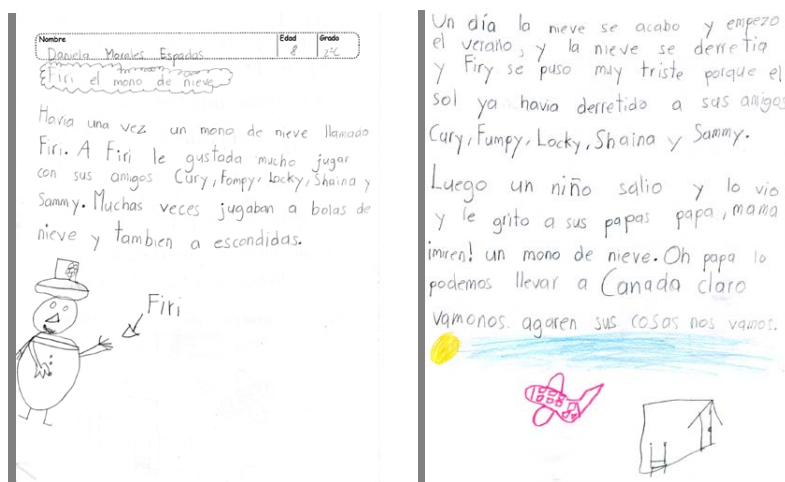 Nombre Edad Grado
Daniela Morales Espadas 8 2°C
Firi el mono de nieve
Havia una vez un mono de nieve llamado
Firi. A Firi le gustada mucho jugar
con sus amigos Cury, Fompy, Locky, Shaina y
Sammy. Muchas veces jugaban a bolas de
nieve y tambien a escondidas.
Firi
Un día la nieve se acabo y empezo
el verano, y la nieve se derretia
y Firy se puso muy triste porque el
sol ya havia derretido a sus amigos
Cury, Fumpy, Locky, Shaina y Sammy.
Luego un niño salio y lo vio
y le grito a sus papas papa, mama
¡miren! un mono de nieve. Oh papa lo
podemos llevar a Canada claro
vamonos. agaren sus cosas nos vamos.